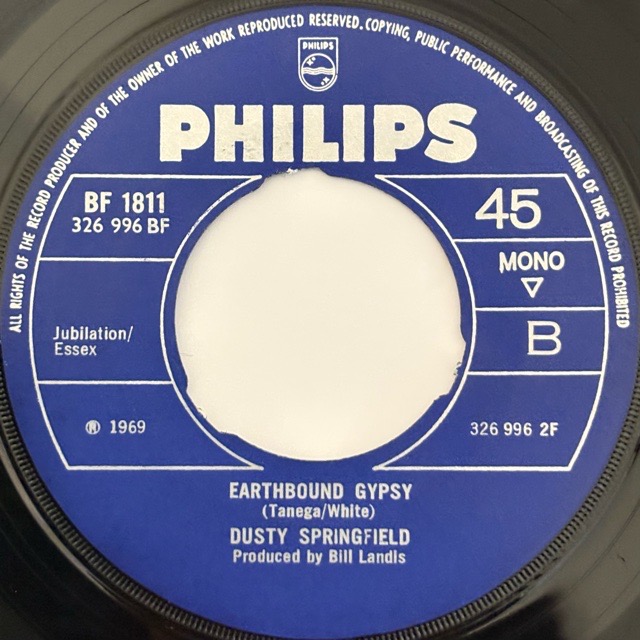 ALL RIGHTS OF THE RECORD PRODUCER AND OF THE OWNER OF THE WORK REPRODUCED RESERVED. COPYING, PUBLIC PERFORMANCE AND BROADCASTING OF THIS RECORD PROHIBITED
PHILIPS
PHILIPS
BF 1811
326 996 BF
45
MONO
B
Jubilation/
Essex
℗ 1969
326 996 2F
EARTHBOUND GYPSY
(Tanega/White)
DUSTY SPRINGFIELD
Produced by Bill Landis